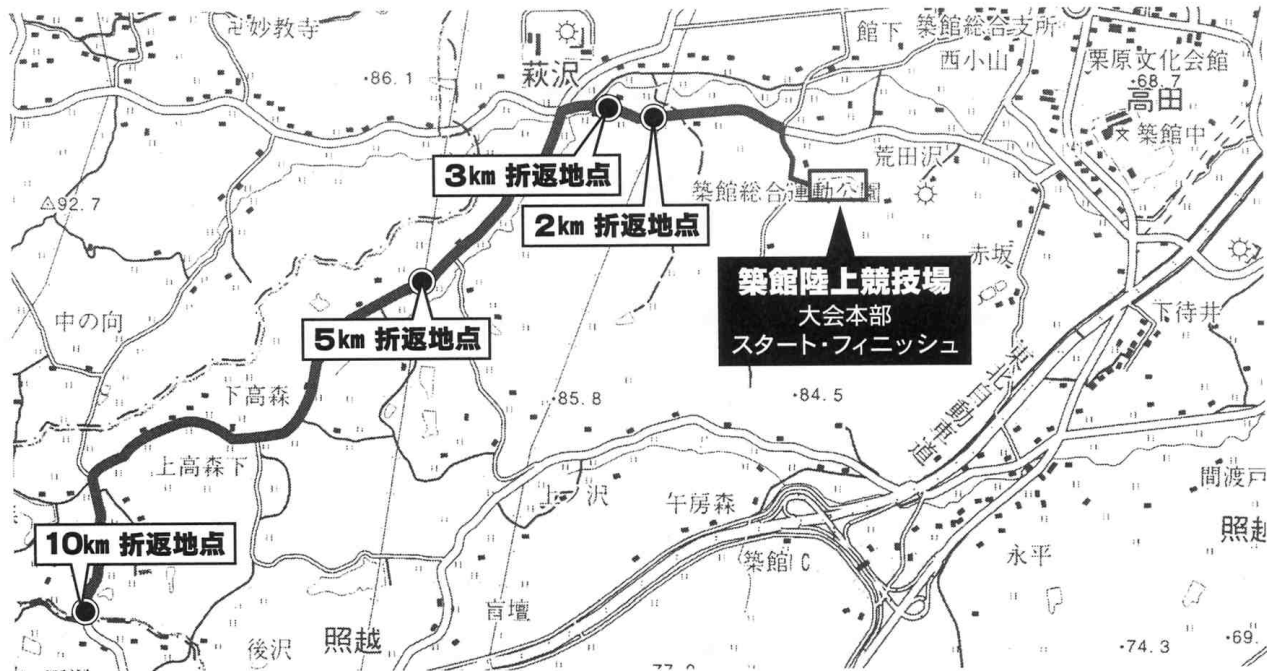 卍妙教寺
萩沢
館下
築館総合支所
西小山
栗原文化会館
・86.1
・68.7
高田
築館中
3km 折返地点
荒田沢
築館総合運動公園
△92.7
2km 折返地点
赤坂
築館陸上競技場
大会本部
スタート・フィニッシュ
中の向
5km 折返地点
下待井
東北自動車道
下高森
・85.8
・84.5
上高森下
上ノ沢
午房森
間渡戸
10km 折返地点
築館IC
永平
照越
盲壇
後沢
照越
・74.3
・69.